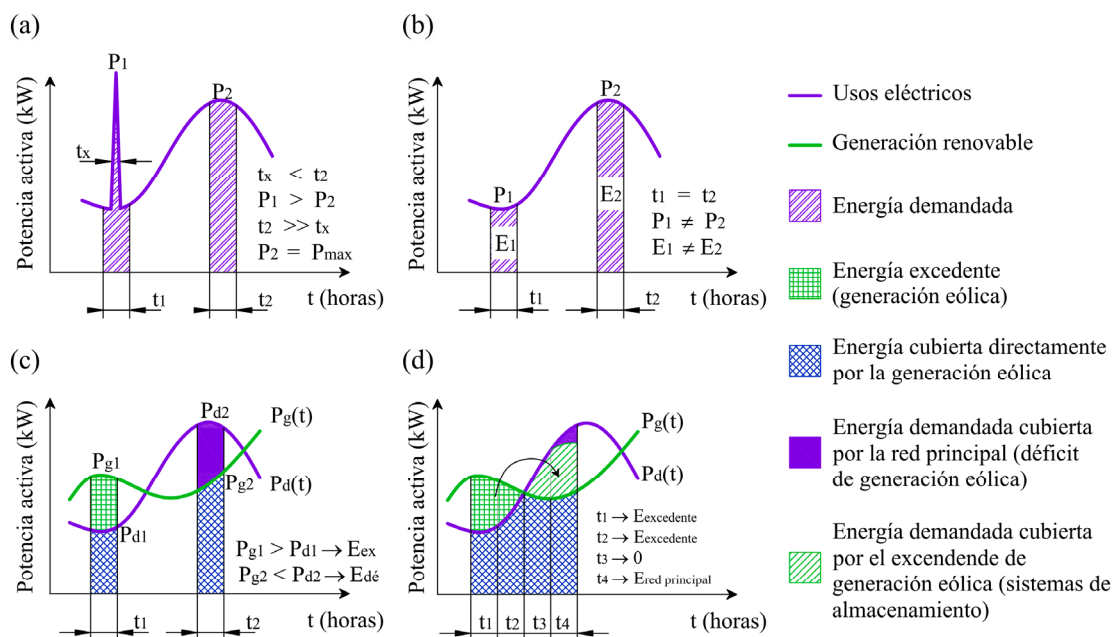 (a)
Potencia activa (kW)
P1
P2
tx
tx < t2
P1 > P2
t2 >> tx
P2 = Pmax
t1
t2
t (horas)
(b)
Potencia activa (kW)
P1
P2
E1
E2
t1 = t2
P1 ≠ P2
E1 ≠ E2
t1
t2
t (horas)
(c)
Potencia activa (kW)
Pg1
Pd1
Pd2
Pg2
Pg(t)
Pd(t)
Pg1 > Pd1 → Eex
Pg2 < Pd2 → Edé
t1
t2
t (horas)
(d)
Potencia activa (kW)
Pg(t)
Pd(t)
t1 → Eexcedente
t2 → Eexcedente
t3 → 0
t4 → Ered principal
t1
t2
t3
t4
t (horas)
Usos eléctricos
Generación renovable
Energía demandada
Energía excedente
(generación eólica)
Energía cubierta directamente
por la generación eólica
Energía demandada cubierta
por la red principal (déficit
de generación eólica)
Energía demandada cubierta
por el excendende de
generación eólica (sistemas de
almacenamiento)